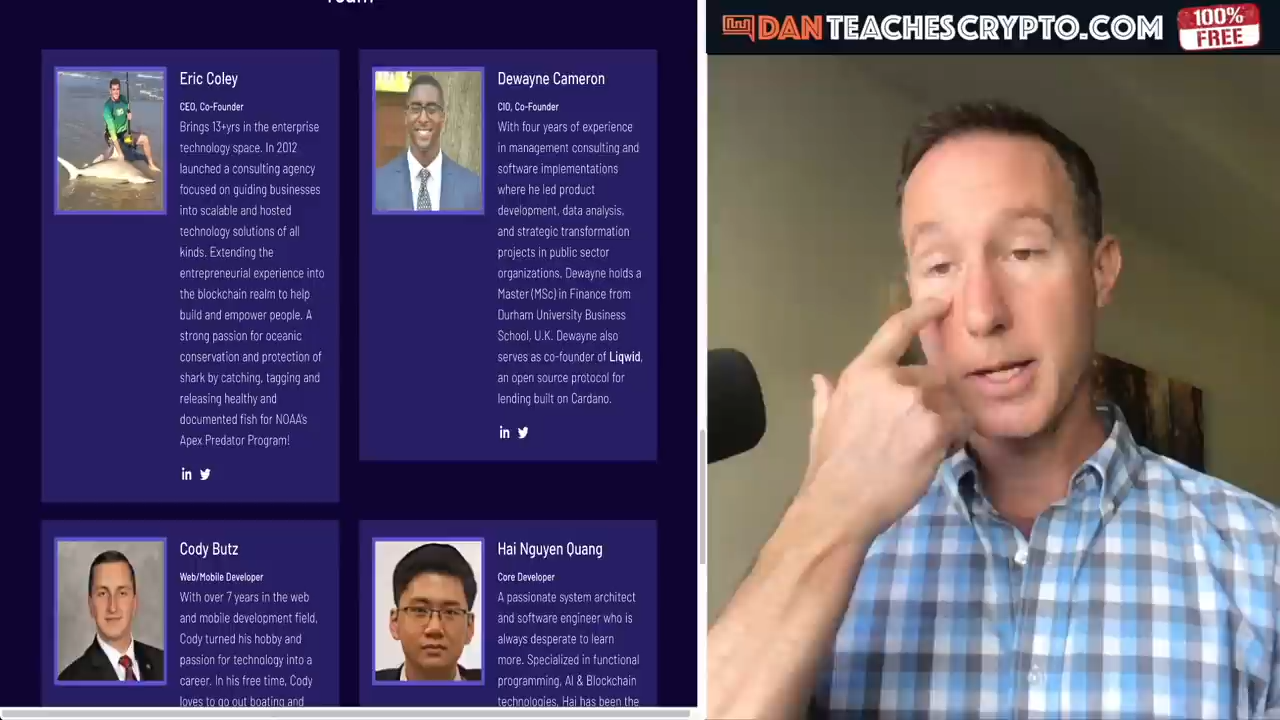 Team
DAN TEACHESCRYPTO.COM
100%
FREE
Eric Coley
CEO, Co-Founder
Brings 13+yrs in the enterprise
technology space. In 2012
launched a consulting agency
focused on guiding businesses
into scalable and hosted
technology solutions of all
kinds. Extending the
entrepreneurial experience into
the blockchain realm to help
build and empower people. A
strong passion for oceanic
conservation and protection of
shark by catching, tagging and
releasing healthy and
documented fish for NOAA's
Apex Predator Program!
in
Dewayne Cameron
CIO, Co-Founder
With four years of experience
in management consulting and
software implementations
where he led product
development, data analysis,
and strategic transformation
projects in public sector
organizations. Dewayne holds a
Master (MSc) in Finance from
Durham University Business
School, U.K. Dewayne also
serves as co-founder of Liqwid,
an open source protocol for
lending built on Cardano.
in
Cody Butz
Web/Mobile Developer
With over 7 years in the web
and mobile development field,
Cody turned his hobby and
passion for technology into a
career. In his free time, Cody
loves to go out boating and
Hai Nguyen Quang
Core Developer
A passionate system architect
and software engineer who is
always desperate to learn
more. Specialized in functional
programming, AI & Blockchain
technologies, Hai has been the